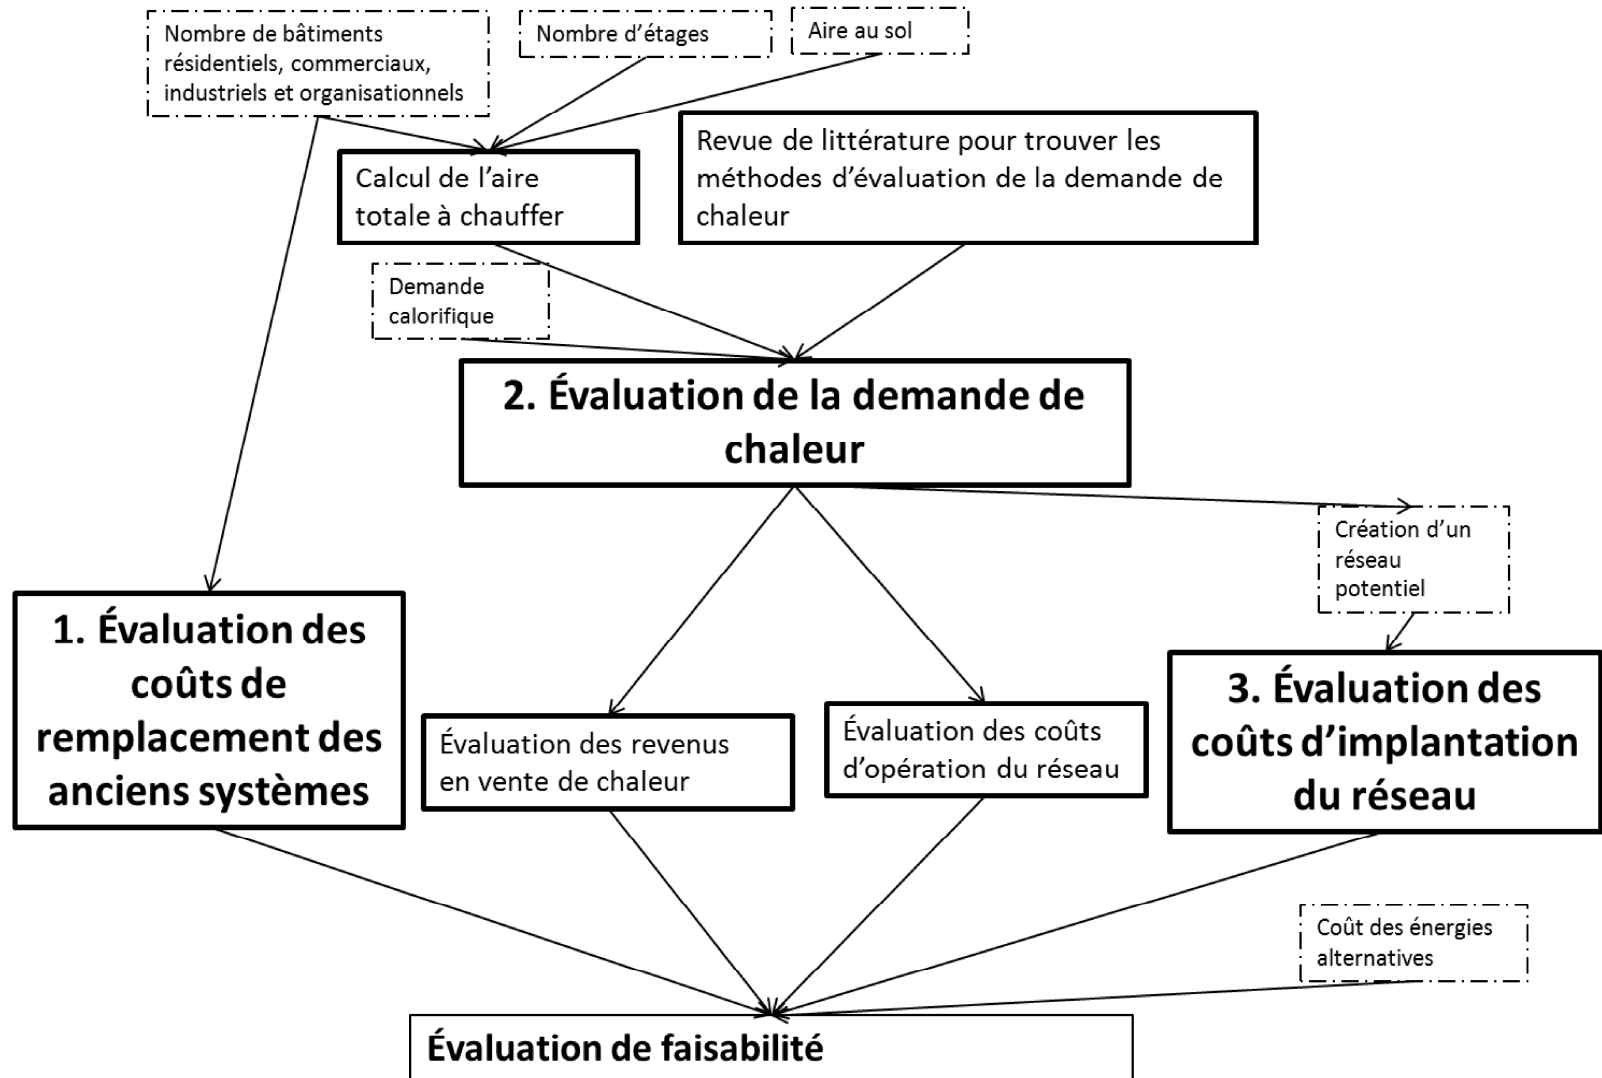 Nombre de bâtiments
résidentiels, commerciaux,
industriels et organisationnels
Nombre d'étages
Aire au sol
Calcul de l'aire
totale à chauffer
Revue de littérature pour trouver les
méthodes d'évaluation de la demande de
chaleur
Demande
calorifique
2. Évaluation de la demande de
chaleur
Création d'un
réseau
potentiel
1. Évaluation des
coûts de
remplacement des
anciens systèmes
Évaluation des revenus
en vente de chaleur
Évaluation des coûts
d'opération du réseau
3. Évaluation des
coûts d'implantation
du réseau
Coût des énergies
alternatives
Évaluation de faisabilité